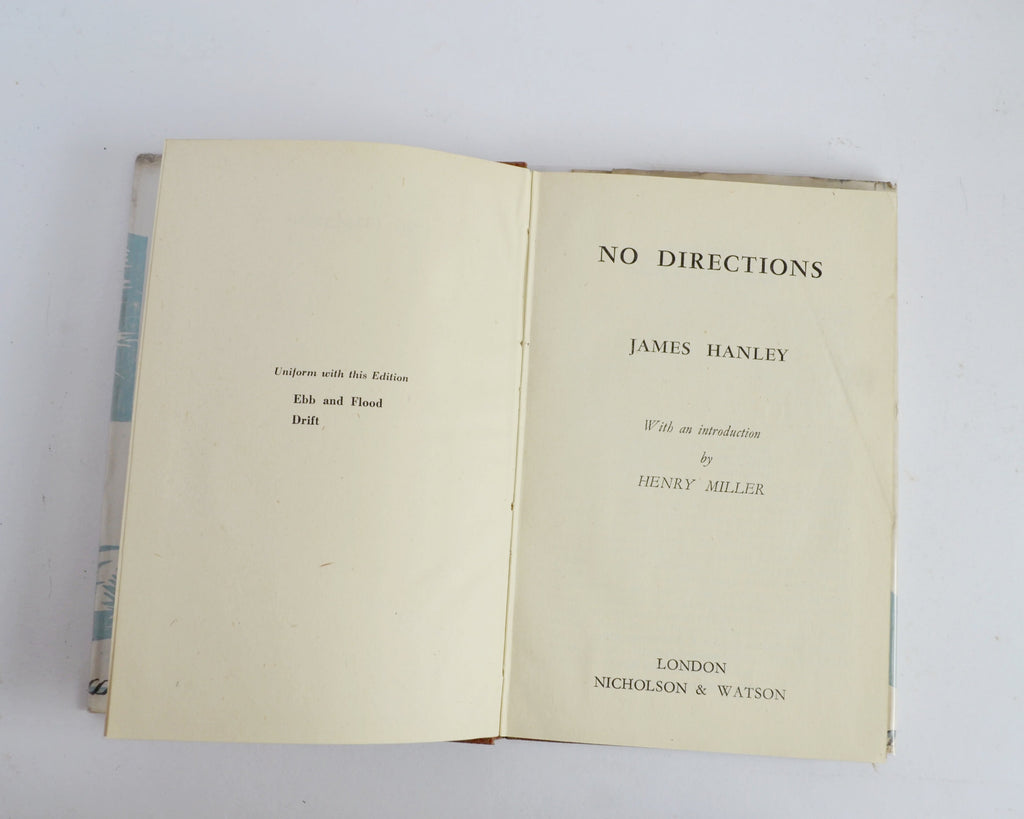 Uniform with this Edition
Ebb and Flood
Drift
NO DIRECTIONS
JAMES HANLEY
With an introduction
by
HENRY MILLER
LONDON
NICHOLSON & WATSON